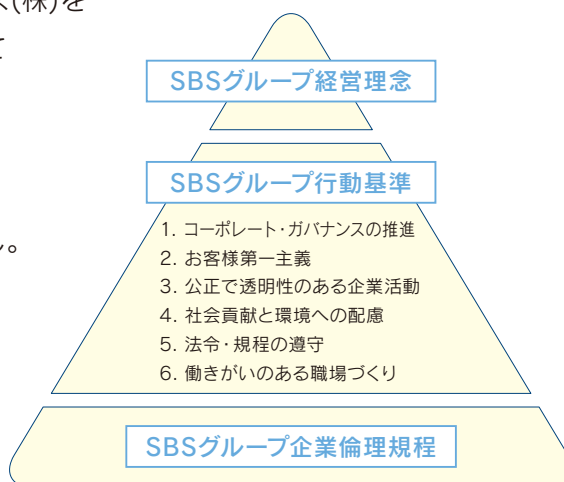 (株)を
SBSグループ経営理念
SBSグループ行動基準
1. コーポレート・ガバナンスの推進
2. お客様第一主義
3. 公正で透明性のある企業活動
4. 社会貢献と環境への配慮
5. 法令・規程の遵守
6. 働きがいのある職場づくり
SBSグループ企業倫理規程